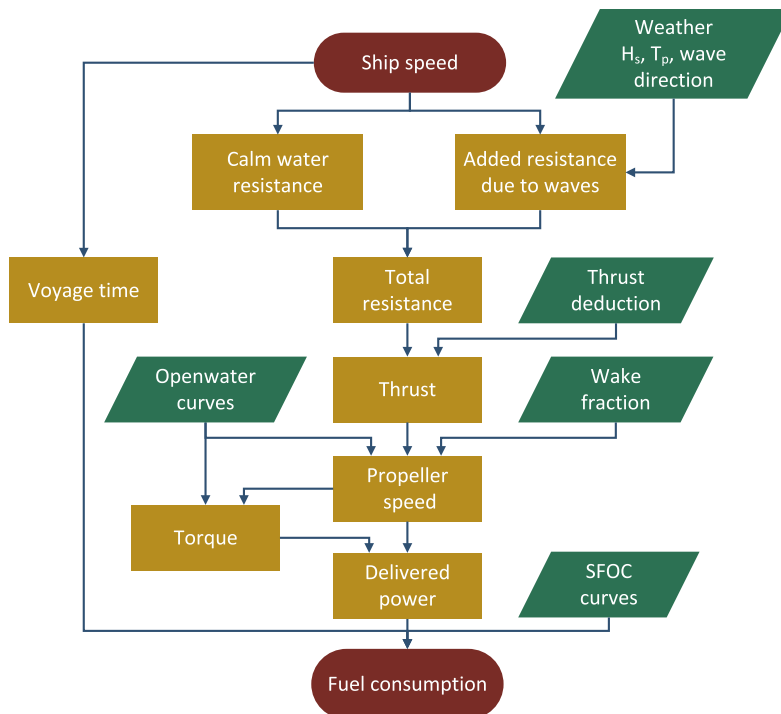 Ship speed
Weather
Hₛ, Tₚ, wave
direction
Calm water
resistance
Added resistance
due to waves
Voyage time
Total
resistance
Thrust
deduction
Openwater
curves
Thrust
Wake
fraction
Propeller
speed
Torque
Delivered
power
SFOC
curves
Fuel consumption